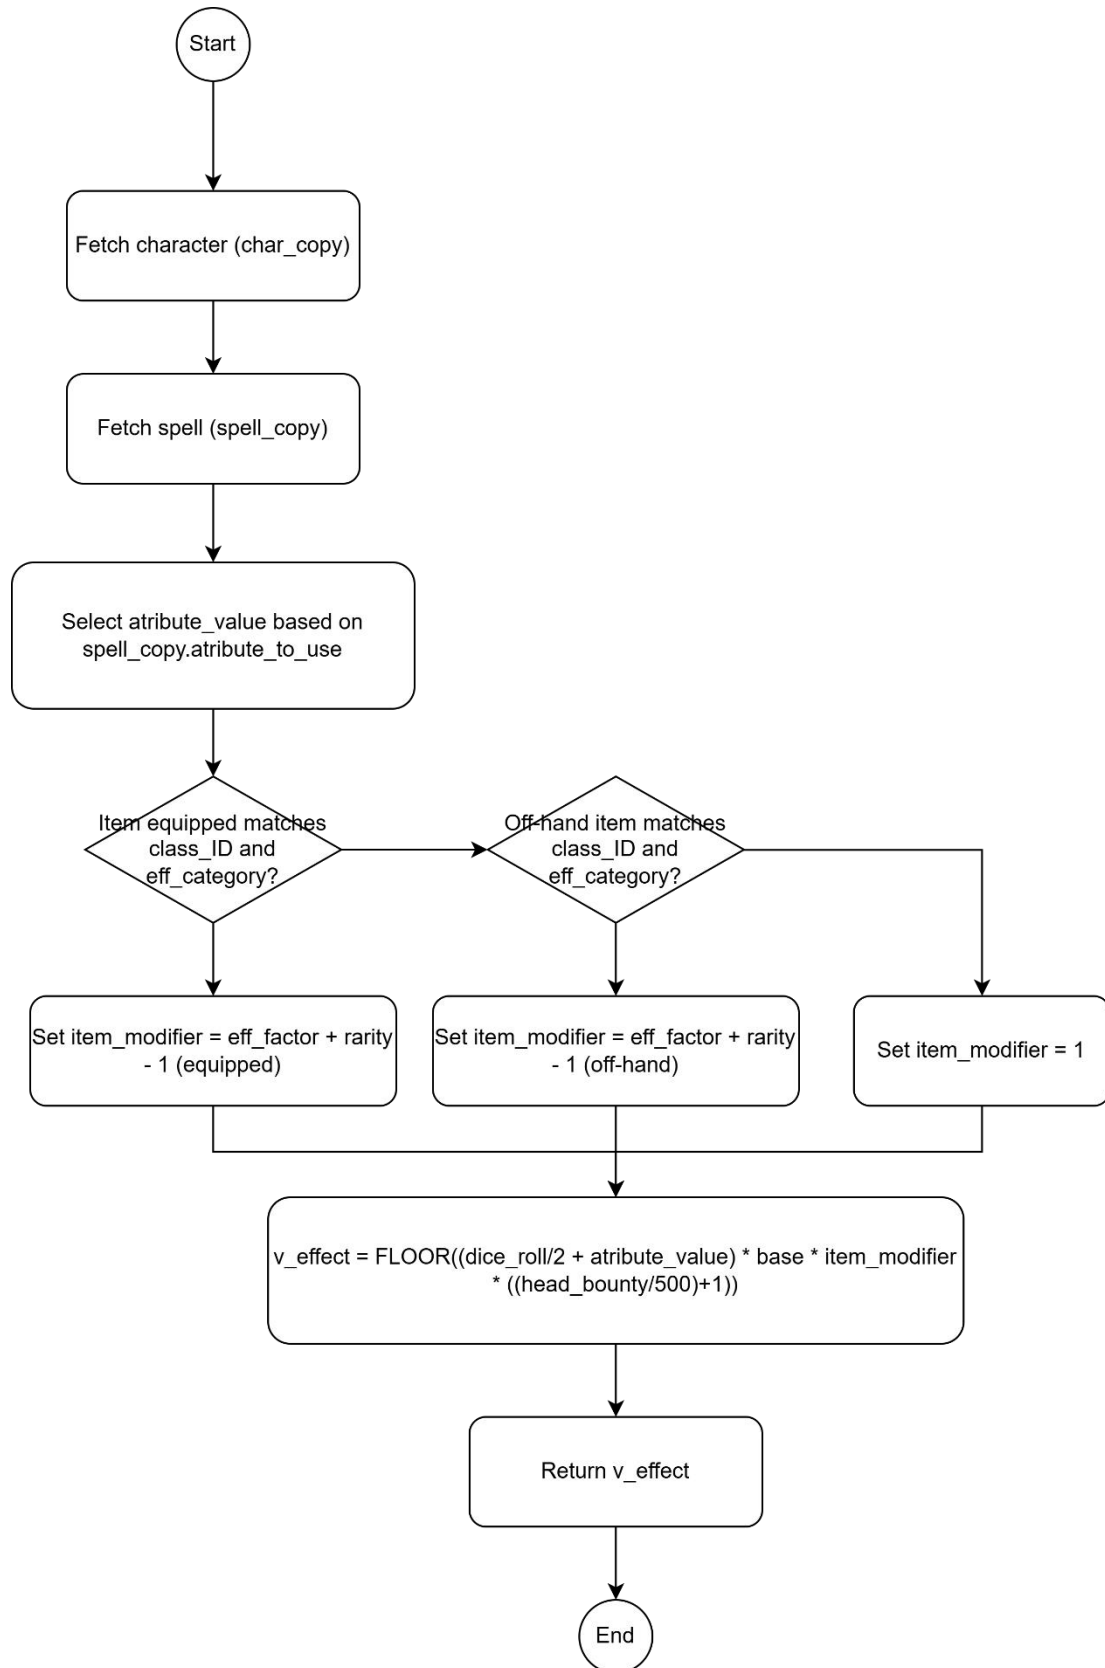 Start
Fetch character (char_copy)
Fetch spell (spell_copy)
Select atribute_value based on
spell_copy.atribute_to_use
Item equipped matches
class_ID and
eff_category?
Off-hand item matches
class_ID and
eff_category?
Set item_modifier = eff_factor + rarity
- 1 (equipped)
Set item_modifier = eff_factor + rarity
- 1 (off-hand)
Set item_modifier = 1
v_effect = FLOOR((dice_roll/2 + atribute_value) * base * item_modifier
* ((head_bounty/500)+1))
Return v_effect
End